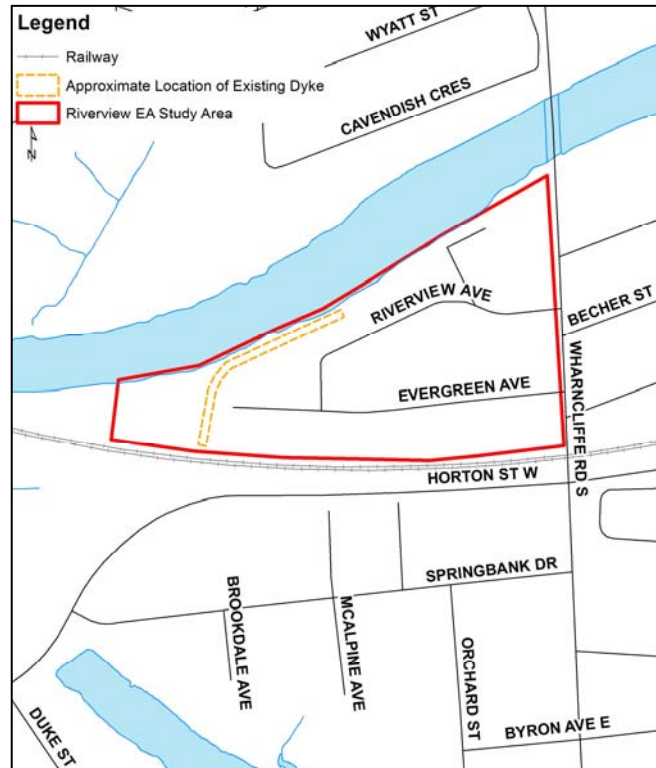 Legend
Railway
Approximate Location of Existing Dyke
Riverview EA Study Area
N
WYATT ST
CAVENDISH CRES
RIVERVIEW AVE
BECHER ST
EVERGREEN AVE
WHARNCLIFFE RD S
HORTON ST W
SPRINGBANK DR
BROOKDALE AVE
MCALPINE AVE
ORCHARD ST
DUKE ST
BYRON AVE E